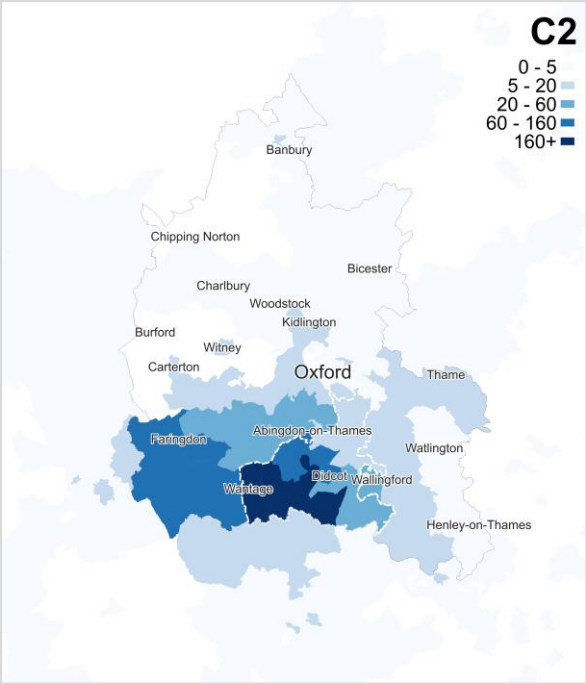 C2
0 - 5
5 - 20
20 - 60
60 - 160
160+
Banbury
Chipping Norton
Bicester
Charlbury
Woodstock
Kidlington
Burford
Witney
Carterton
Oxford
Thame
Faringdon
Abingdon-on-Thames
Watlington
Didcot
Wallingford
Wantage
Henley-on-Thames